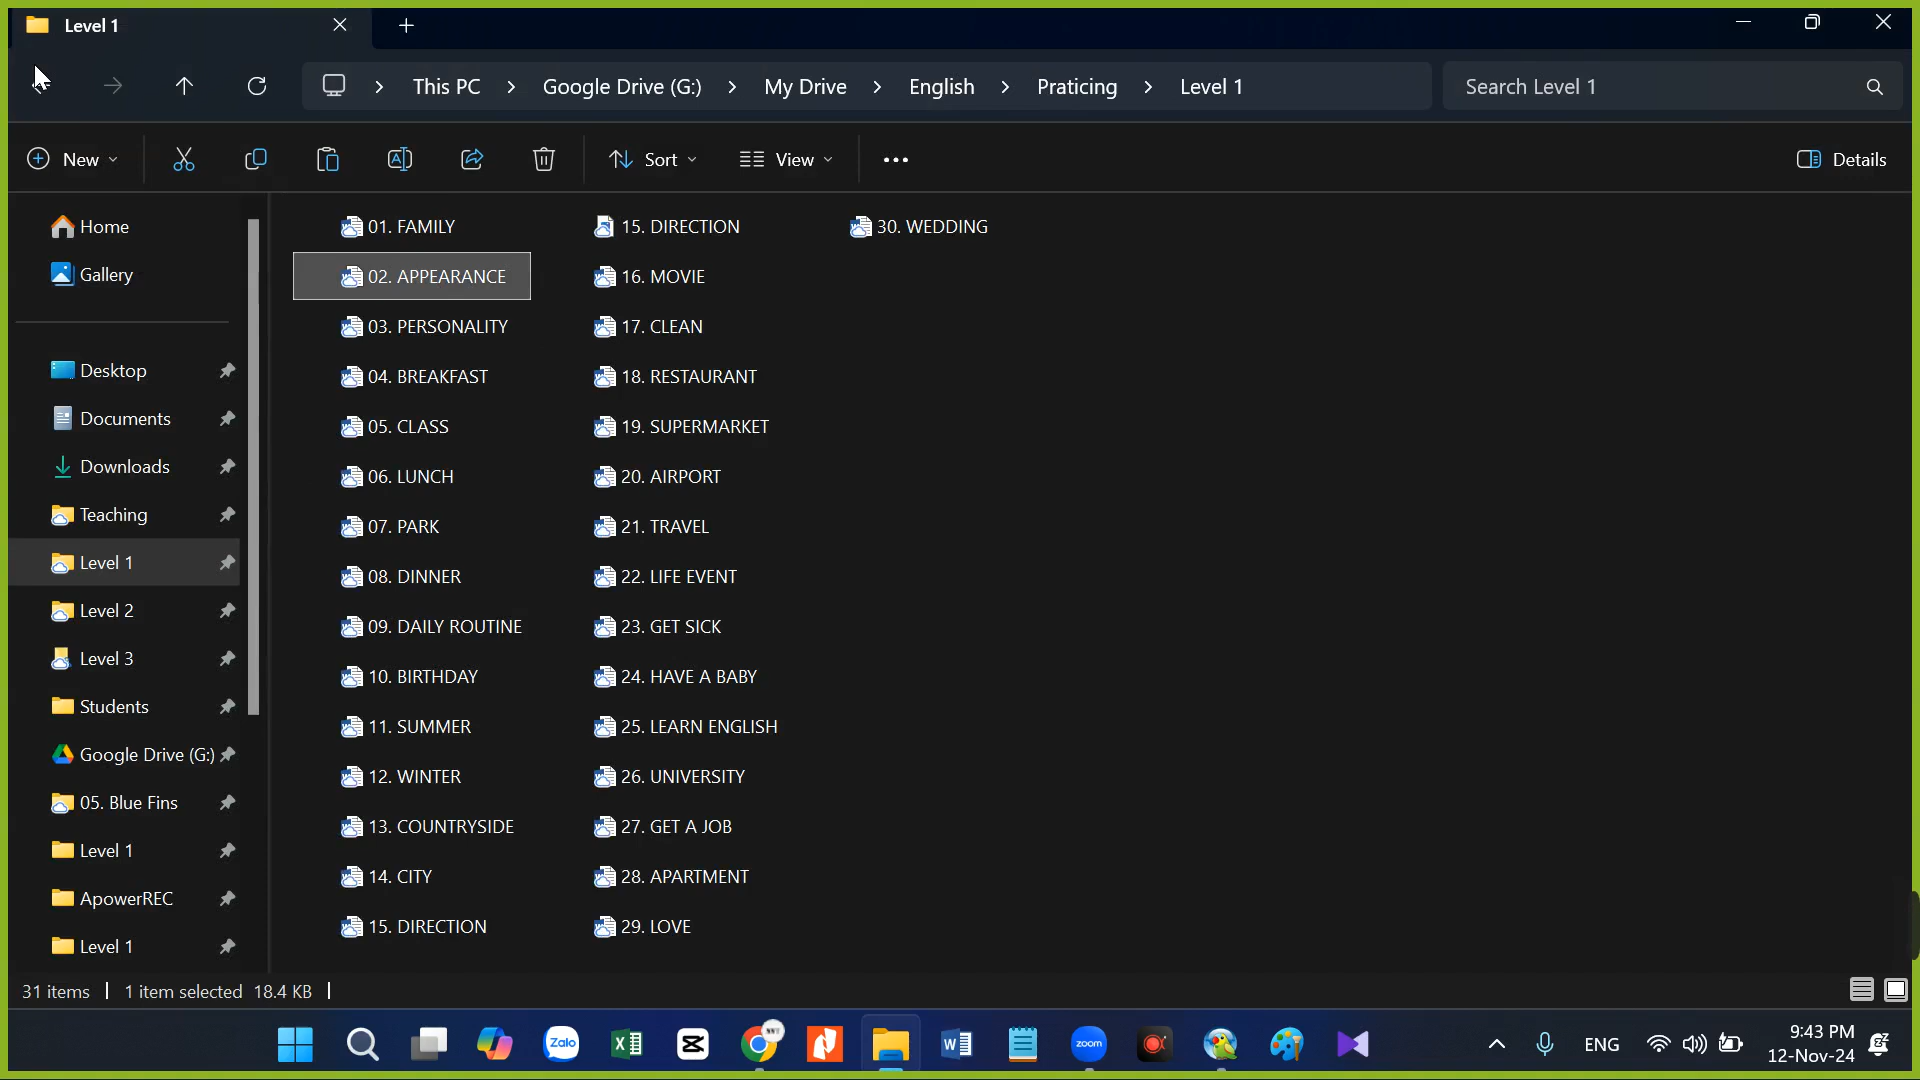 Level 1
This PC > Google Drive (G:) > My Drive > English > Praticing > Level 1
Search Level 1
New
Sort
View
Details
Home
Gallery
Desktop
Documents
Downloads
Teaching
Level 1
Level 2
Level 3
Students
Google Drive (G:)
05. Blue Fins
Level 1
ApowerREC
Level 1
01. FAMILY
02. APPEARANCE
03. PERSONALITY
04. BREAKFAST
05. CLASS
06. LUNCH
07. PARK
08. DINNER
09. DAILY ROUTINE
10. BIRTHDAY
11. SUMMER
12. WINTER
13. COUNTRYSIDE
14. CITY
15. DIRECTION
15. DIRECTION
16. MOVIE
17. CLEAN
18. RESTAURANT
19. SUPERMARKET
20. AIRPORT
21. TRAVEL
22. LIFE EVENT
23. GET SICK
24. HAVE A BABY
25. LEARN ENGLISH
26. UNIVERSITY
27. GET A JOB
28. APARTMENT
29. LOVE
30. WEDDING
31 items | 1 item selected 18.4 KB |
Zalo
zoom
ENG
9:43 PM
12-Nov-24